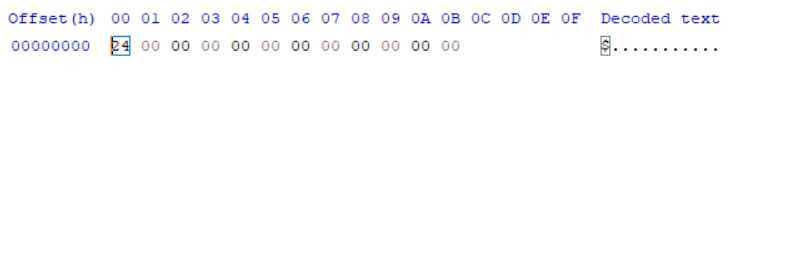 Offset(h) 00 01 02 03 04 05 06 07 08 09 0A 0B 0C 0D 0E 0F Decoded text
00000000 24 00 00 00 00 00 00 00 00 00 00 00 $...........